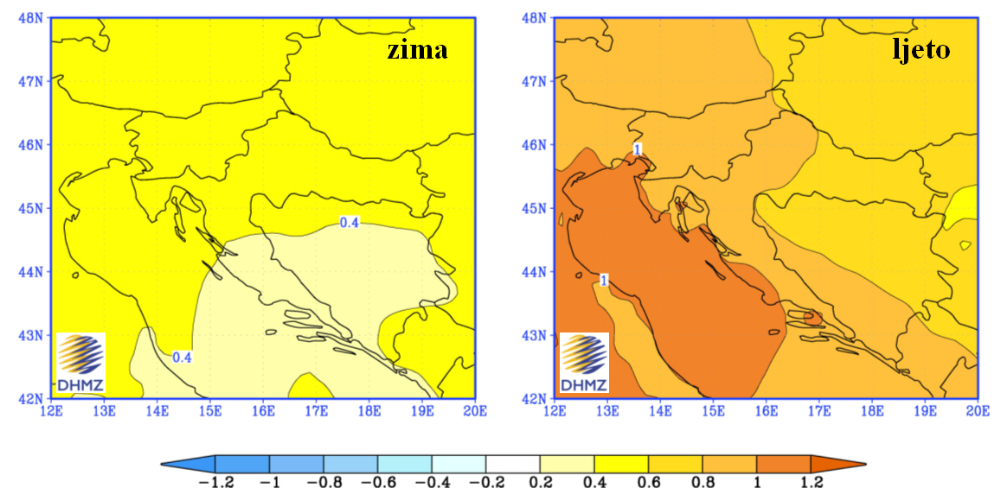 zima
48N
47N
46N
45N
44N
43N
42N
0.4
0.4
DHMZ
12E 13E 14E 15E 16E 17E 18E 19E 20E
ljeto
48N
47N
46N
45N
44N
43N
42N
1
1
DHMZ
12E 13E 14E 15E 16E 17E 18E 19E 20E
-1.2 -1 -0.8 -0.6 -0.4 -0.2 0.2 0.4 0.6 0.8 1 1.2